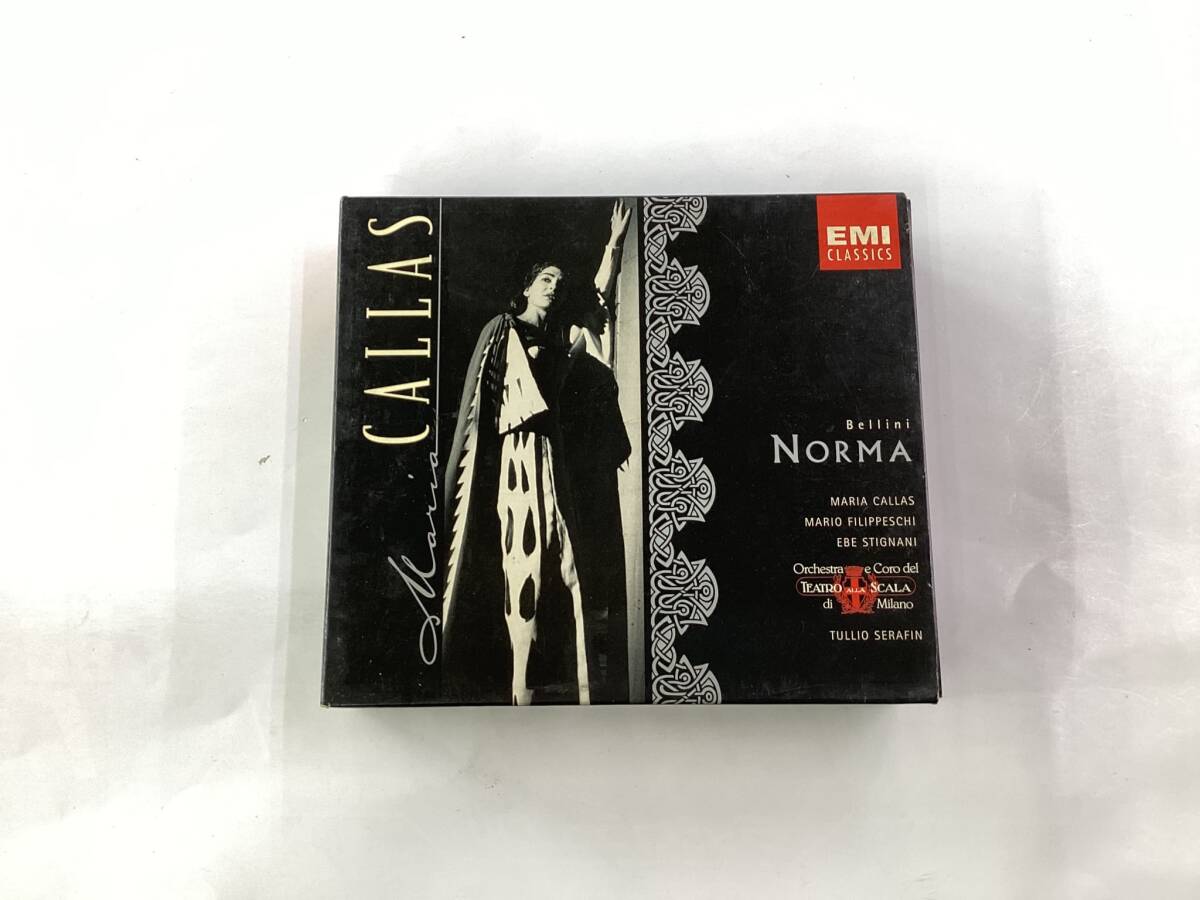 Maria CALLAS
EMI
CLASSICS
Bellini
NORMA
MARIA CALLAS
MARIO FILIPPESCHI
EBE STIGNANI
Orchestra e Coro del
TEATRO ALLA SCALA
di Milano
TULLIO SERAFIN